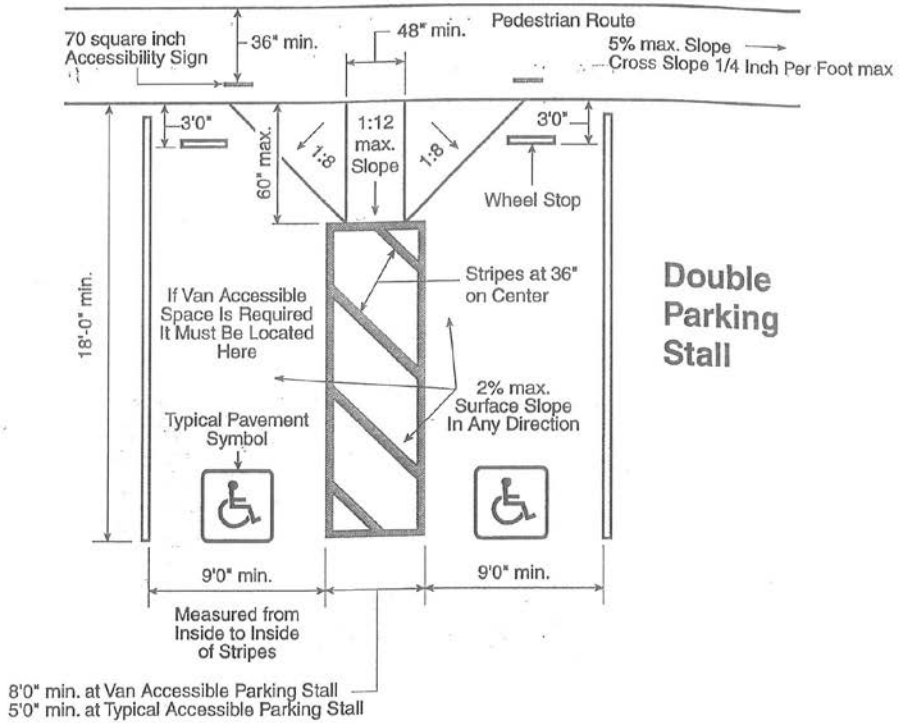 Pedestrian Route
70 square inch
Accessibility Sign
36" min.
48" min.
5% max. Slope
Cross Slope 1/4 Inch Per Foot max
3'0"
60" max.
1:8
1:12
max.
Slope
1:8
3'0"
Wheel Stop
18'-0" min.
If Van Accessible
Space Is Required
It Must Be Located
Here
Stripes at 36"
on Center
Double
Parking
Stall
2% max.
Surface Slope
In Any Direction
Typical Pavement
Symbol
9'0" min.
9'0" min.
Measured from
Inside to Inside
of Stripes
8'0" min. at Van Accessible Parking Stall
5'0" min. at Typical Accessible Parking Stall